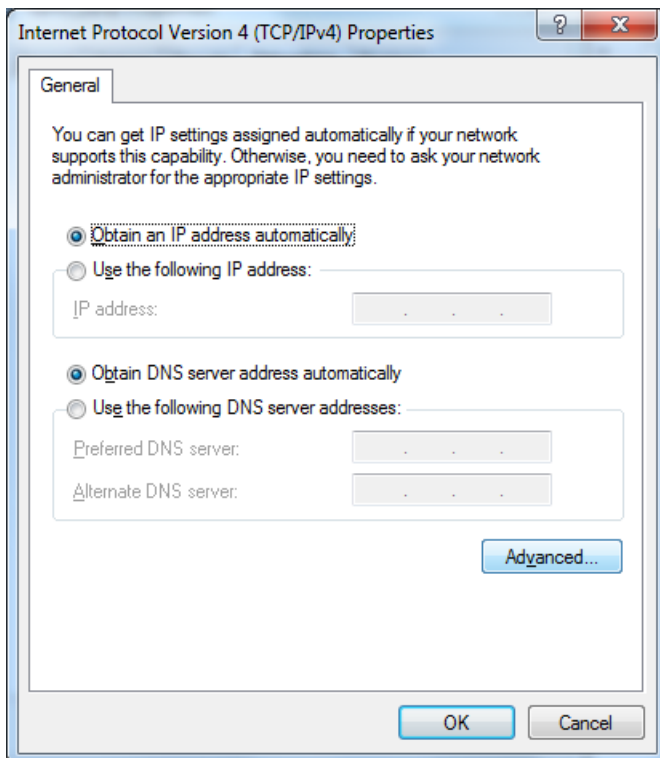 Internet Protocol Version 4 (TCP/IPv4) Properties
?
General
You can get IP settings assigned automatically if your network
supports this capability. Otherwise, you need to ask your network
administrator for the appropriate IP settings.
Obtain an IP address automatically
Use the following IP address:
IP address:
Obtain DNS server address automatically
Use the following DNS server addresses:
Preferred DNS server:
Alternate DNS server:
Advanced...
OK Cancel